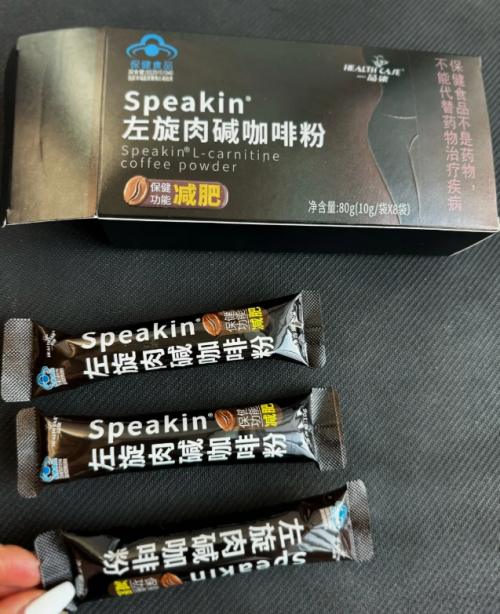 保健食品
HEALTH CASE®
一品康
Speakin®
左旋肉碱咖啡粉
Speakin® L-carnitine
coffee powder
保健
功能
减肥
净含量:80g(10g/袋X8袋)
保健食品不是药物，
不能代替药物治疗疾病
Speakin®
保健
功能
减肥
左旋肉碱咖啡粉
Speakin®
保健
功能
减肥
左旋肉碱咖啡粉
Speakin
左旋肉碱咖啡粉